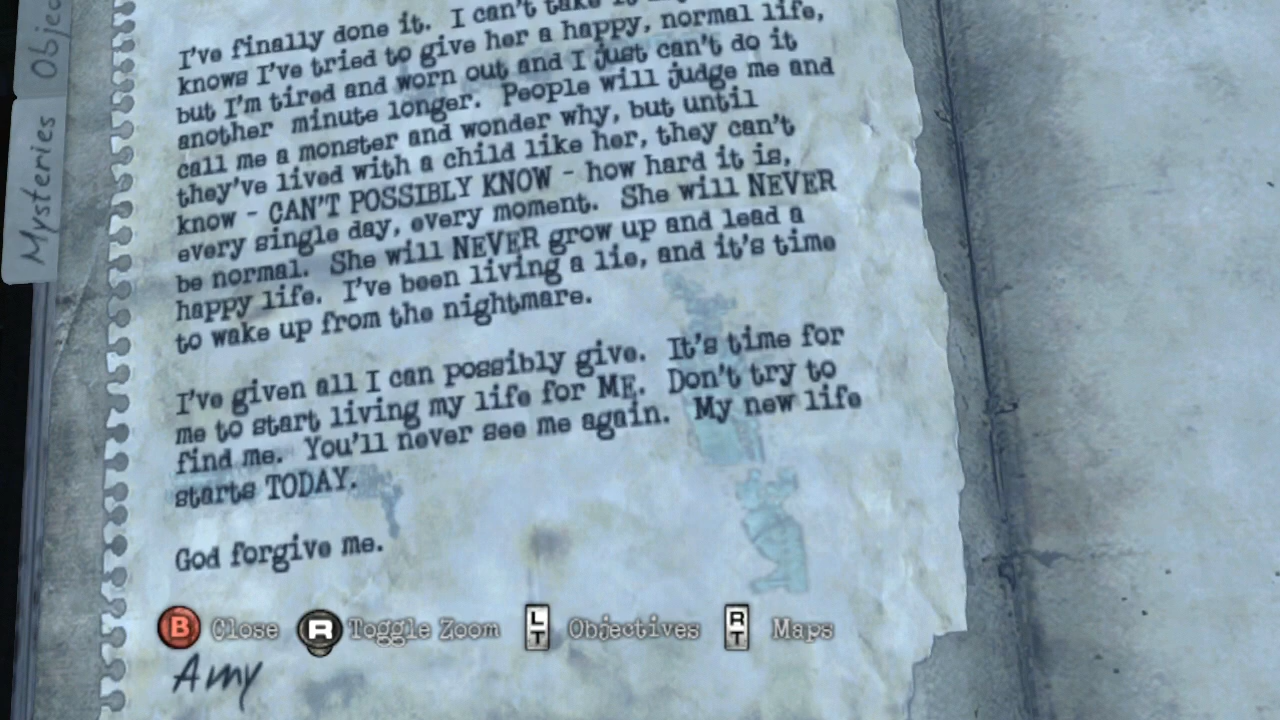 Objec
Mysteries
I've finally done it. I can't take
knows I've tried to give her a happy, normal life,
but I'm tired and worn out and I just can't do it
another minute longer. People will judge me and
call me a monster and wonder why, but until
they've lived with a child like her, they can't
know - CAN'T POSSIBLY KNOW - how hard it is,
every single day, every moment. She will NEVER
be normal. She will NEVER grow up and lead a
happy life. I've been living a lie, and it's time
to wake up from the nightmare.
I've given all I can possibly give. It's time for
me to start living my life for ME. Don't try to
find me. You'll never see me again. My new life
starts TODAY.
God forgive me.
B Close R Toggle Zoom LT Objectives RT Maps
Amy